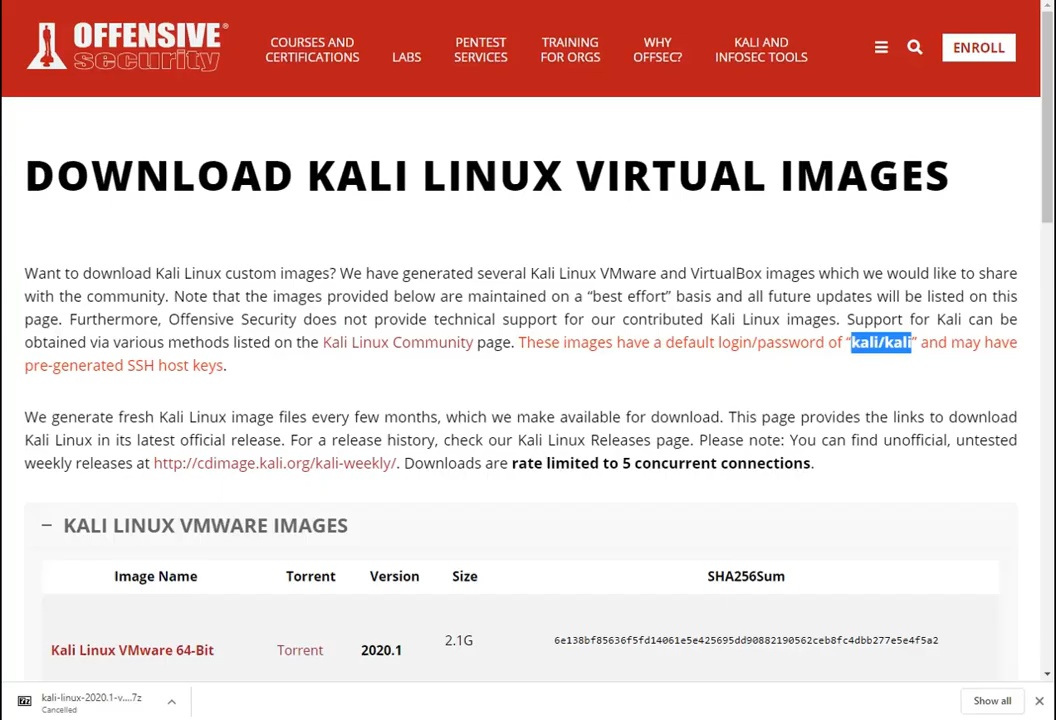 OFFENSIVE®
security
COURSES AND
CERTIFICATIONS
LABS
PENTEST
SERVICES
TRAINING
FOR ORGS
WHY
OFFSEC?
KALI AND
INFOSEC TOOLS
ENROLL
DOWNLOAD KALI LINUX VIRTUAL IMAGES
Want to download Kali Linux custom images? We have generated several Kali Linux VMware and VirtualBox images which we would like to share
with the community. Note that the images provided below are maintained on a “best effort” basis and all future updates will be listed on this
page. Furthermore, Offensive Security does not provide technical support for our contributed Kali Linux images. Support for Kali can be
obtained via various methods listed on the Kali Linux Community page. These images have a default login/password of “kali/kali” and may have
pre-generated SSH host keys.
We generate fresh Kali Linux image files every few months, which we make available for download. This page provides the links to download
Kali Linux in its latest official release. For a release history, check our Kali Linux Releases page. Please note: You can find unofficial, untested
weekly releases at http://cdimage.kali.org/kali-weekly/. Downloads are rate limited to 5 concurrent connections.
− KALI LINUX VMWARE IMAGES
Image Name Torrent Version Size SHA256Sum
Kali Linux VMware 64-Bit Torrent 2020.1 2.1G 6e138bf85636f5fd14061e5e425695dd90882190562ceb8fc4dbb277e5e4f5a2
kali-linux-2020.1-v....7z
Cancelled
Show all